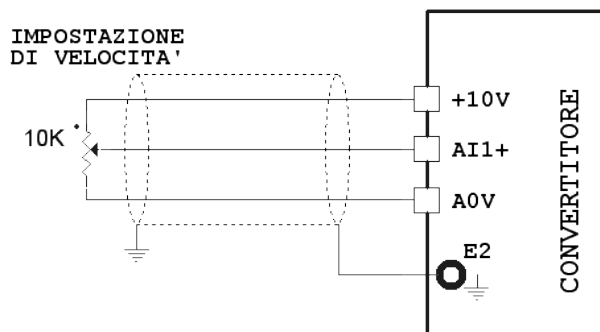 IMPOSTAZIONE
DI VELOCITA'
+10V
10K
AI1+
A0V
E2
CONVERTITORE